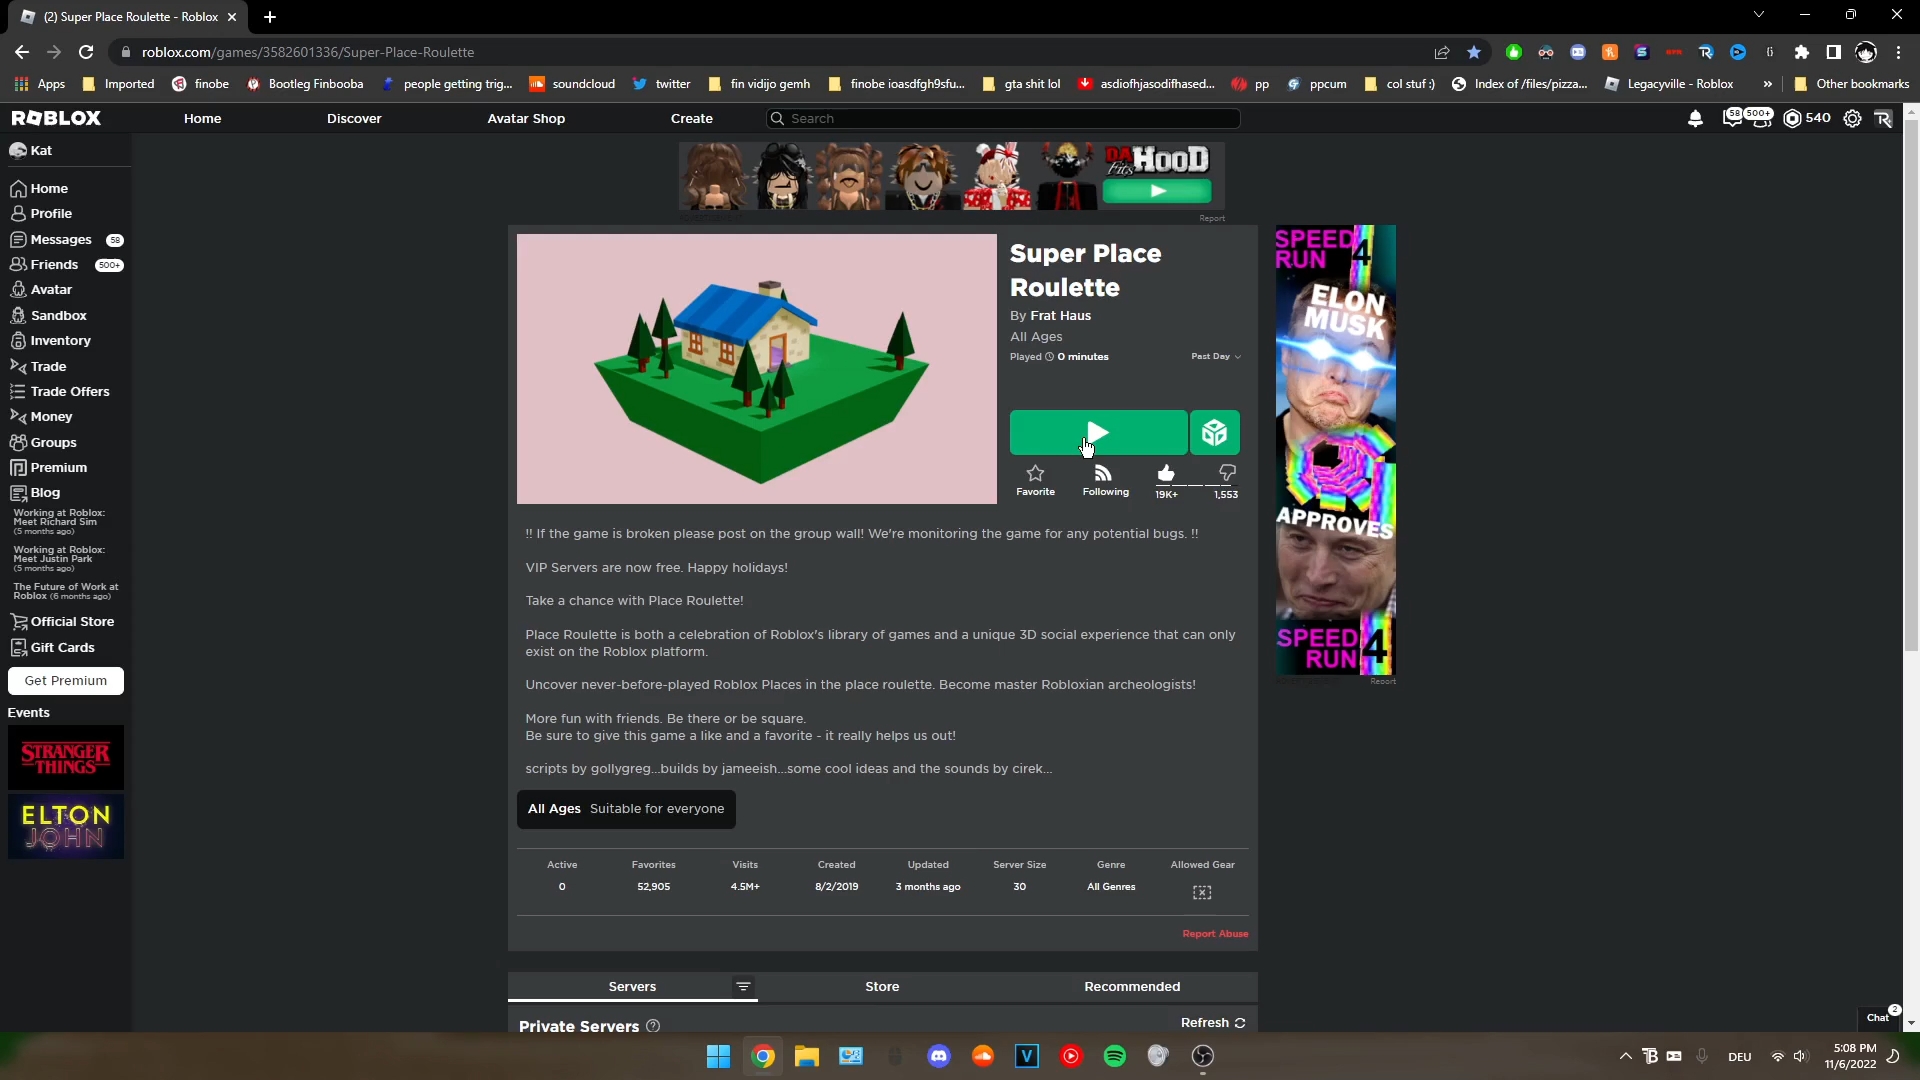 (2) Super Place Roulette - Roblox
roblox.com/games/3582601336/Super-Place-Roulette
Apps
Imported
finobe
Bootleg Finbooba
people getting trig...
soundcloud
twitter
fin vidijo gemh
finobe ioasdfgh9sfu...
gta shit lol
asdiofhjasodifhased...
pp
ppcum
col stuf :)
Index of /files/pizza...
Legacyville - Roblox
»
Other bookmarks
ROBLOX
Home
Discover
Avatar Shop
Create
Search
58
500+
540
Kat
Home
Profile
Messages 58
Friends 500+
Avatar
Sandbox
Inventory
Trade
Trade Offers
Money
Groups
Premium
Blog
Working at Roblox:
Meet Richard Sim
(5 months ago)
Working at Roblox:
Meet Justin Park
(5 months ago)
The Future of Work at
Roblox (6 months ago)
Official Store
Gift Cards
Get Premium
Events
STRANGER
THINGS
ELTON
JOHN
DA HOOD
Fits
Report
Super Place
Roulette
By Frat Haus
All Ages
Played 0 minutes
Past Day
Favorite
Following
19K+
1,553
!! If the game is broken please post on the group wall! We're monitoring the game for any potential bugs. !!
VIP Servers are now free. Happy holidays!
Take a chance with Place Roulette!
Place Roulette is both a celebration of Roblox's library of games and a unique 3D social experience that can only
exist on the Roblox platform.
Uncover never-before-played Roblox Places in the place roulette. Become master Robloxian archeologists!
More fun with friends. Be there or be square.
Be sure to give this game a like and a favorite - it really helps us out!
scripts by gollygreg...builds by jameeish...some cool ideas and the sounds by cirek...
All Ages Suitable for everyone
Active
Favorites
Visits
Created
Updated
Server Size
Genre
Allowed Gear
0
52,905
4.5M+
8/2/2019
3 months ago
30
All Genres
Report Abuse
Servers
Store
Recommended
Private Servers
Refresh
SPEED
RUN 4
ELON
MUSK
APPROVES
SPEED
RUN 4
Report
Chat
2
DEU
5:08 PM
11/6/2022